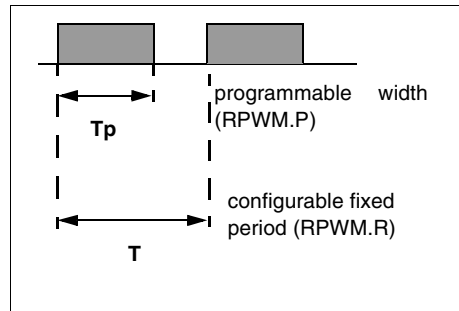 programmable width
(RPWM.P)
Tp
configurable fixed
period (RPWM.R)
T